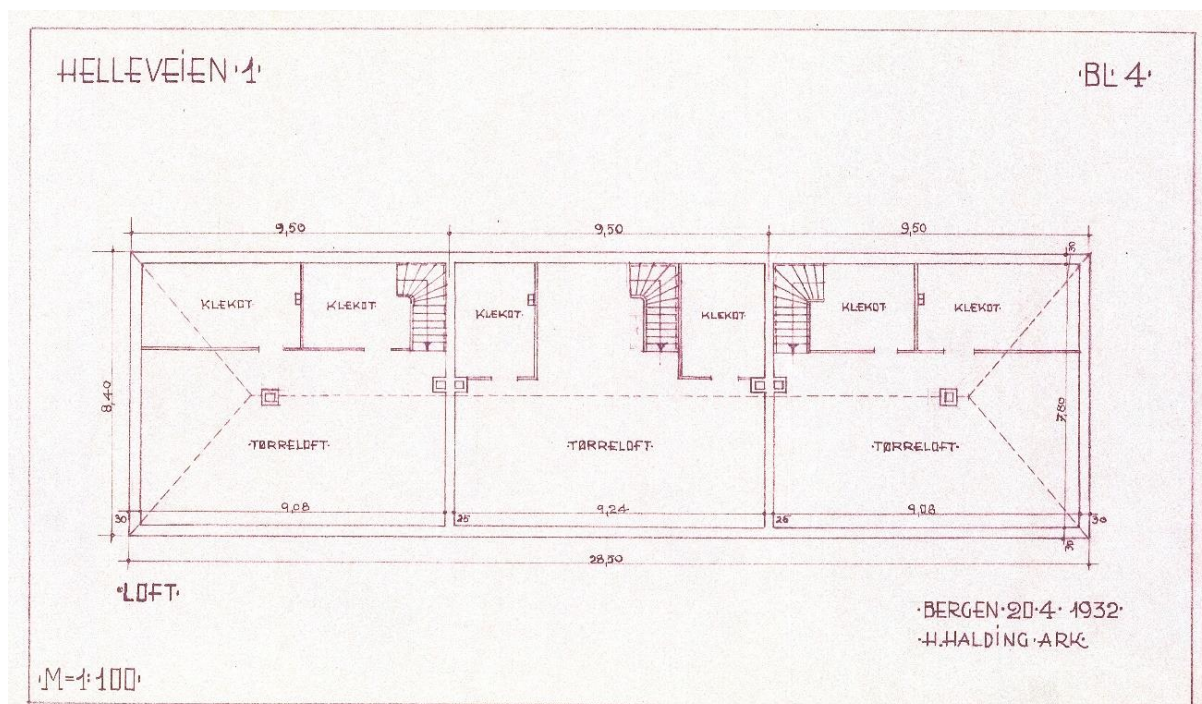 HELLEVEIEN·1·
·BL·4·
9,50 9,50 9,50
30
KLEKOT· KLEKOT· KLEKOT· KLEKOT· KLEKOT· KLEKOT·
8,40
7,80
·TØRRELOFT· ·TØRRELOFT· ·TØRRELOFT·
30 9,08 25 9,24 25 9,08 30
30
28,50
·LOFT·
·BERGEN·20·4·1932·
·H.HALDING·ARK·
·M=1:100·